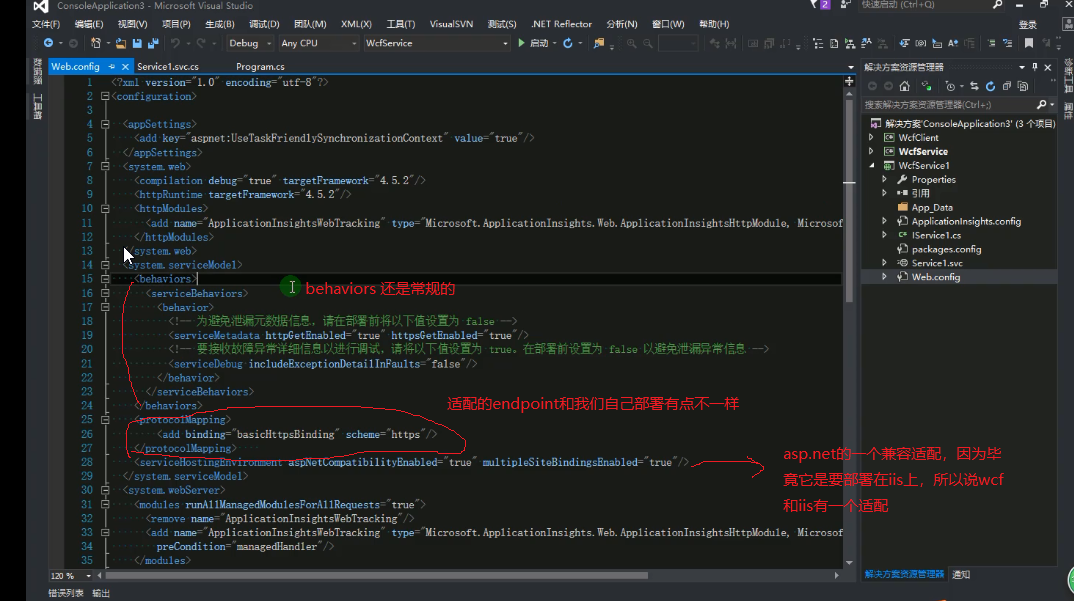 ConsoleApplication3 - Microsoft Visual Studio
2
快速启动 (Ctrl+Q)
文件(F) 编辑(E) 视图(V) 项目(P) 生成(B) 调试(D) 团队(M) XML(X) 工具(T) VisualSVN 测试(S) .NET Reflector 分析(N) 窗口(W) 帮助(H) 登录
Debug Any CPU WcfService 启动
Web.config Service1.svc.cs Program.cs
1 <?xml version="1.0" encoding="utf-8"?>
2 <configuration>
3
4 <appSettings>
5 <add key="aspnet:UseTaskFriendlySynchronizationContext" value="true"/>
6 </appSettings>
7 <system.web>
8 <compilation debug="true" targetFramework="4.5.2"/>
9 <httpRuntime targetFramework="4.5.2"/>
10 <httpModules>
11 <add name="ApplicationInsightsWebTracking" type="Microsoft.ApplicationInsights.Web.ApplicationInsightsHttpModule, Microsof
12 </httpModules>
13 </system.web>
14 <system.serviceModel>
15 <behaviors>
behaviors 还是常规的
16 <serviceBehaviors>
17 <behavior>
18 <!-- 为避免泄漏元数据信息，请在部署前将以下值设置为 false -->
19 <serviceMetadata httpGetEnabled="true" httpsGetEnabled="true"/>
20 <!-- 要接收故障异常详细信息以进行调试，请将以下值设置为 true。在部署前设置为 false 以避免泄漏异常信息 -->
21 <serviceDebug includeExceptionDetailInFaults="false"/>
22 </behavior>
23 </serviceBehaviors>
24 </behaviors>
适配的endpoint和我们自己部署有点不一样
25 <protocolMapping>
26 <add binding="basicHttpsBinding" scheme="https"/>
27 </protocolMapping>
28 <serviceHostingEnvironment aspNetCompatibilityEnabled="true" multipleSiteBindingsEnabled="true"/>
asp.net的一个兼容适配，因为毕
竟它是要部署在iis上，所以说wcf
和iis有一个适配
29 </system.serviceModel>
30 <system.webServer>
31 <modules runAllManagedModulesForAllRequests="true">
32 <remove name="ApplicationInsightsWebTracking"/>
33 <add name="ApplicationInsightsWebTracking" type="Microsoft.ApplicationInsights.Web.ApplicationInsightsHttpModule, Microsof
34 preCondition="managedHandler"/>
35 </modules>
120 %
错误列表 输出
解决方案资源管理器
搜索解决方案资源管理器(Ctrl+;)
解决方案'ConsoleApplication3' (3 个项目)
WcfClient
WcfService
WcfService1
Properties
引用
App_Data
ApplicationInsights.config
IService1.cs
packages.config
Service1.svc
Web.config
解决方案资源管理器 通知